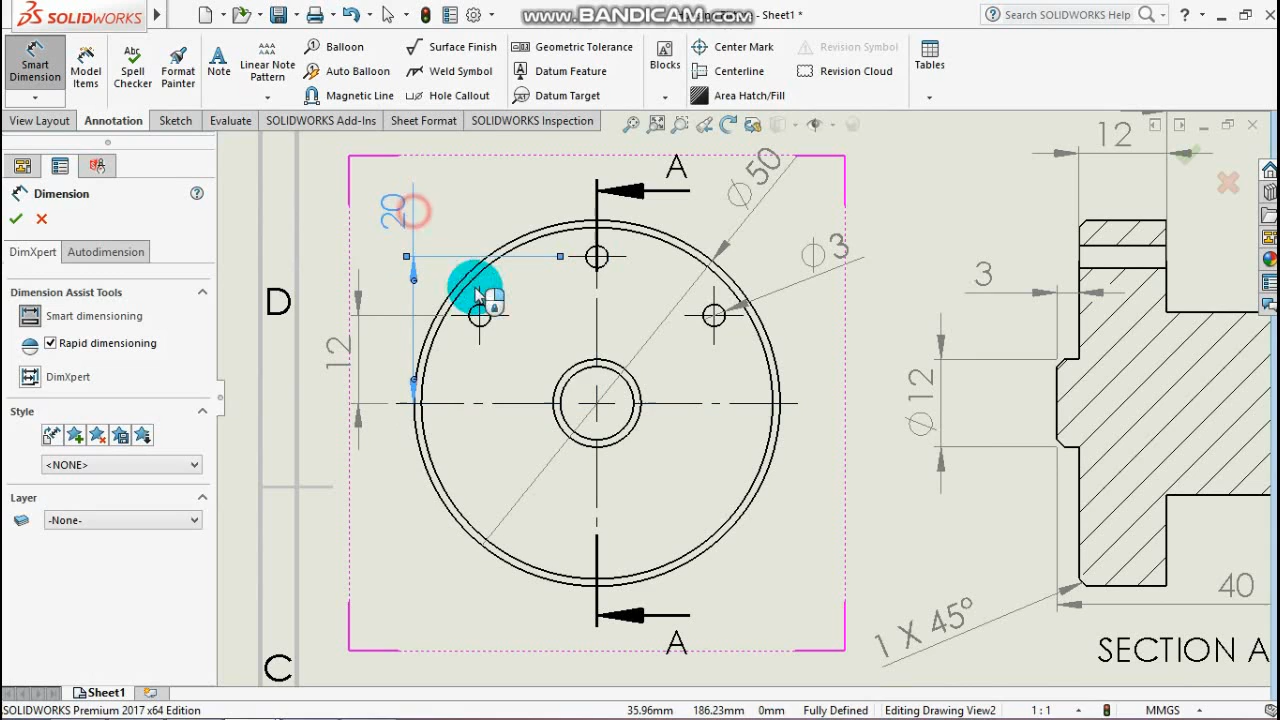 SOLIDWORKS
www.BANDICAM.com
- Sheet1 *
Search SOLIDWORKS Help
?
Smart
Dimension
Model
Items
Spell
Checker
Format
Painter
Note
Linear Note
Pattern
Balloon
Auto Balloon
Magnetic Line
Surface Finish
Weld Symbol
Hole Callout
Geometric Tolerance
Datum Feature
Datum Target
Blocks
Center Mark
Centerline
Area Hatch/Fill
Revision Symbol
Revision Cloud
Tables
View Layout
Annotation
Sketch
Evaluate
SOLIDWORKS Add-Ins
Sheet Format
SOLIDWORKS Inspection
Dimension
DimXpert
Autodimension
Dimension Assist Tools
Smart dimensioning
Rapid dimensioning
DimXpert
Style
<NONE>
Layer
-None-
D
C
A
A
20
12
Ø 50
Ø 3
12
3
Ø 12
1 X 45°
40
SECTION A
Sheet1
SOLIDWORKS Premium 2017 x64 Edition
35.96mm
186.23mm
0mm
Fully Defined
Editing Drawing View2
1 : 1
MMGS